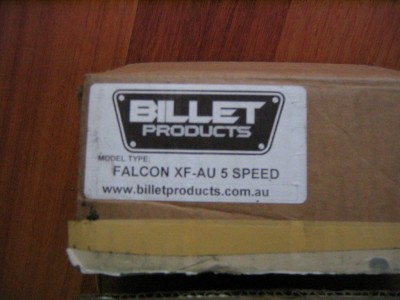 BILLET
PRODUCTS
MODEL TYPE:
FALCON XF-AU 5 SPEED
www.billetproducts.com.au